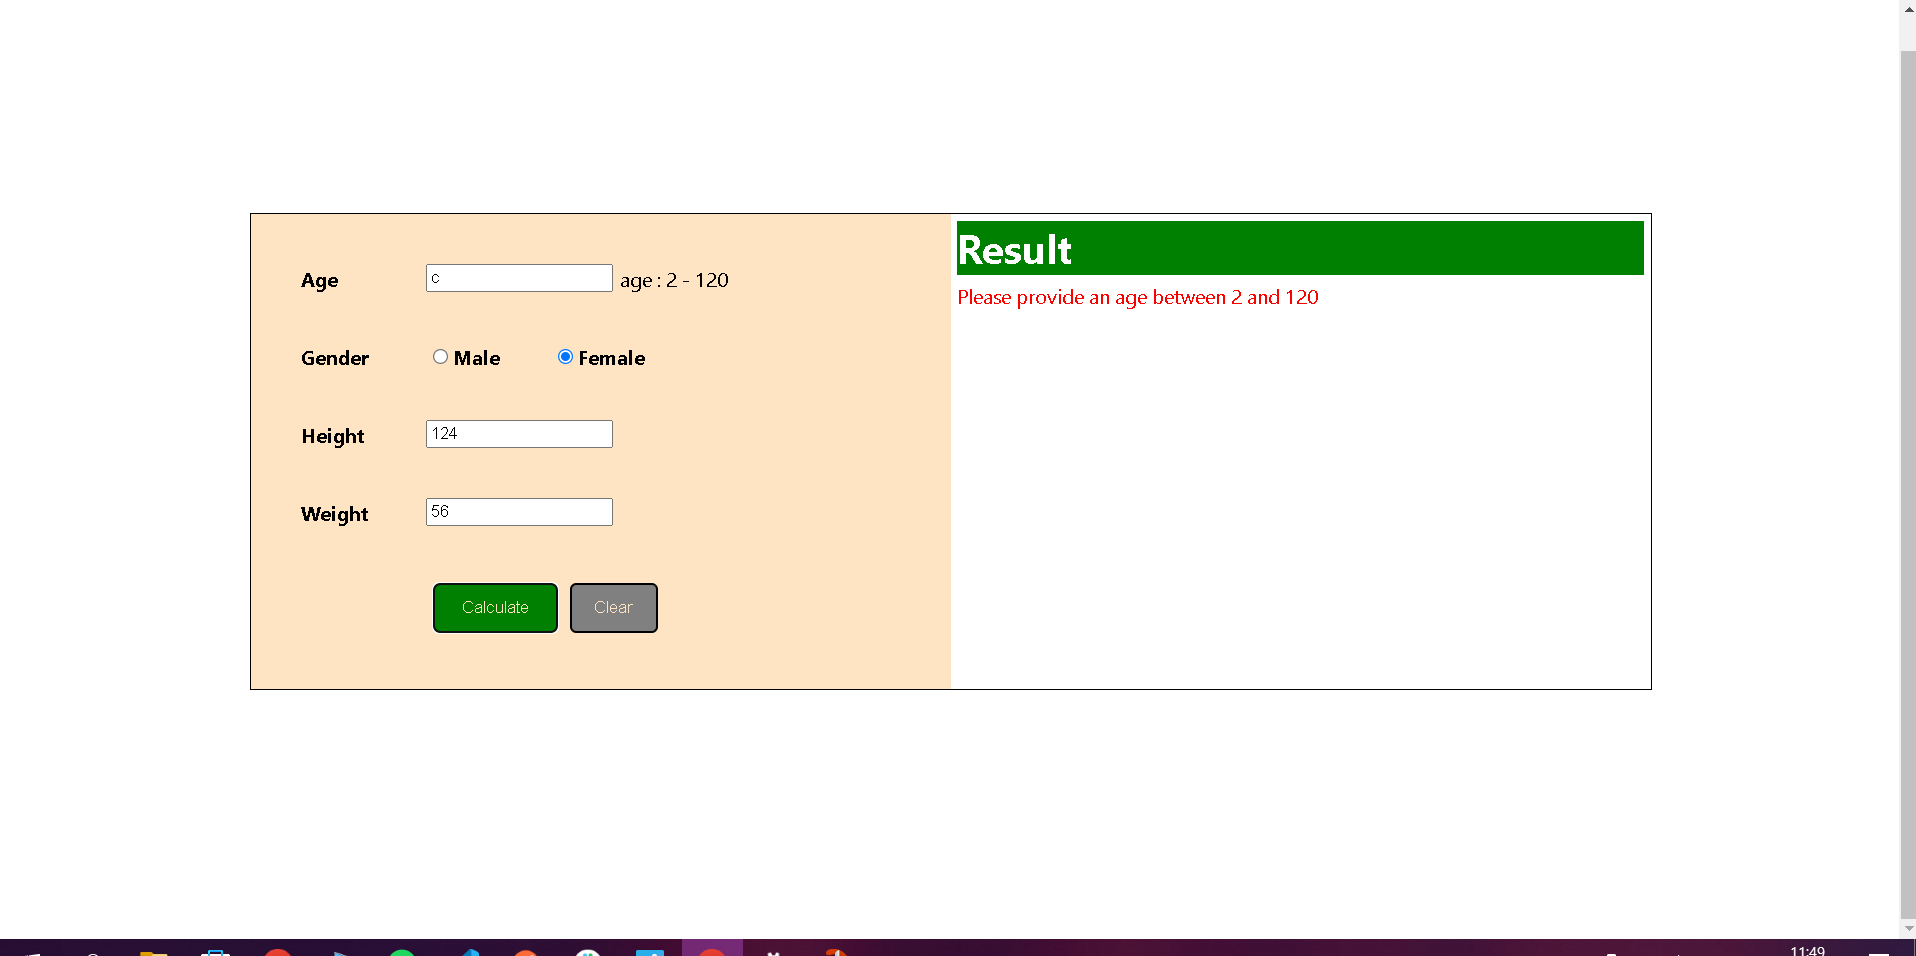 Age c age : 2 - 120
Gender Male Female
Height 124
Weight 56
Calculate Clear
Result
Please provide an age between 2 and 120
11:49